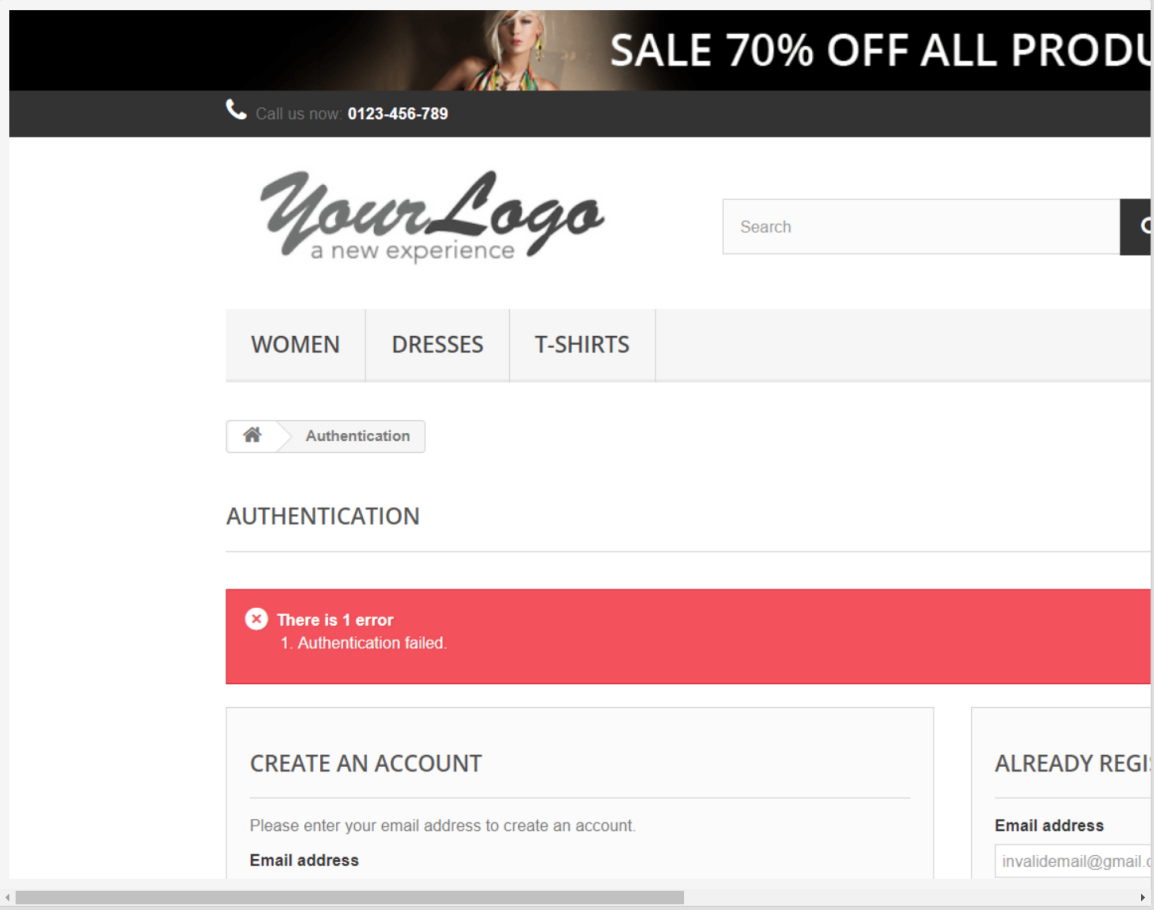 SALE 70% OFF ALL
Call us now: 0123-456-789
YourLogo
a new experience
Search
WOMEN DRESSES T-SHIRTS
Authentication
AUTHENTICATION
There is 1 error
1. Authentication failed.
CREATE AN ACCOUNT
ALREADY
Please enter your email address to create an account.
Email address
Email address
invalidemail@gmail.